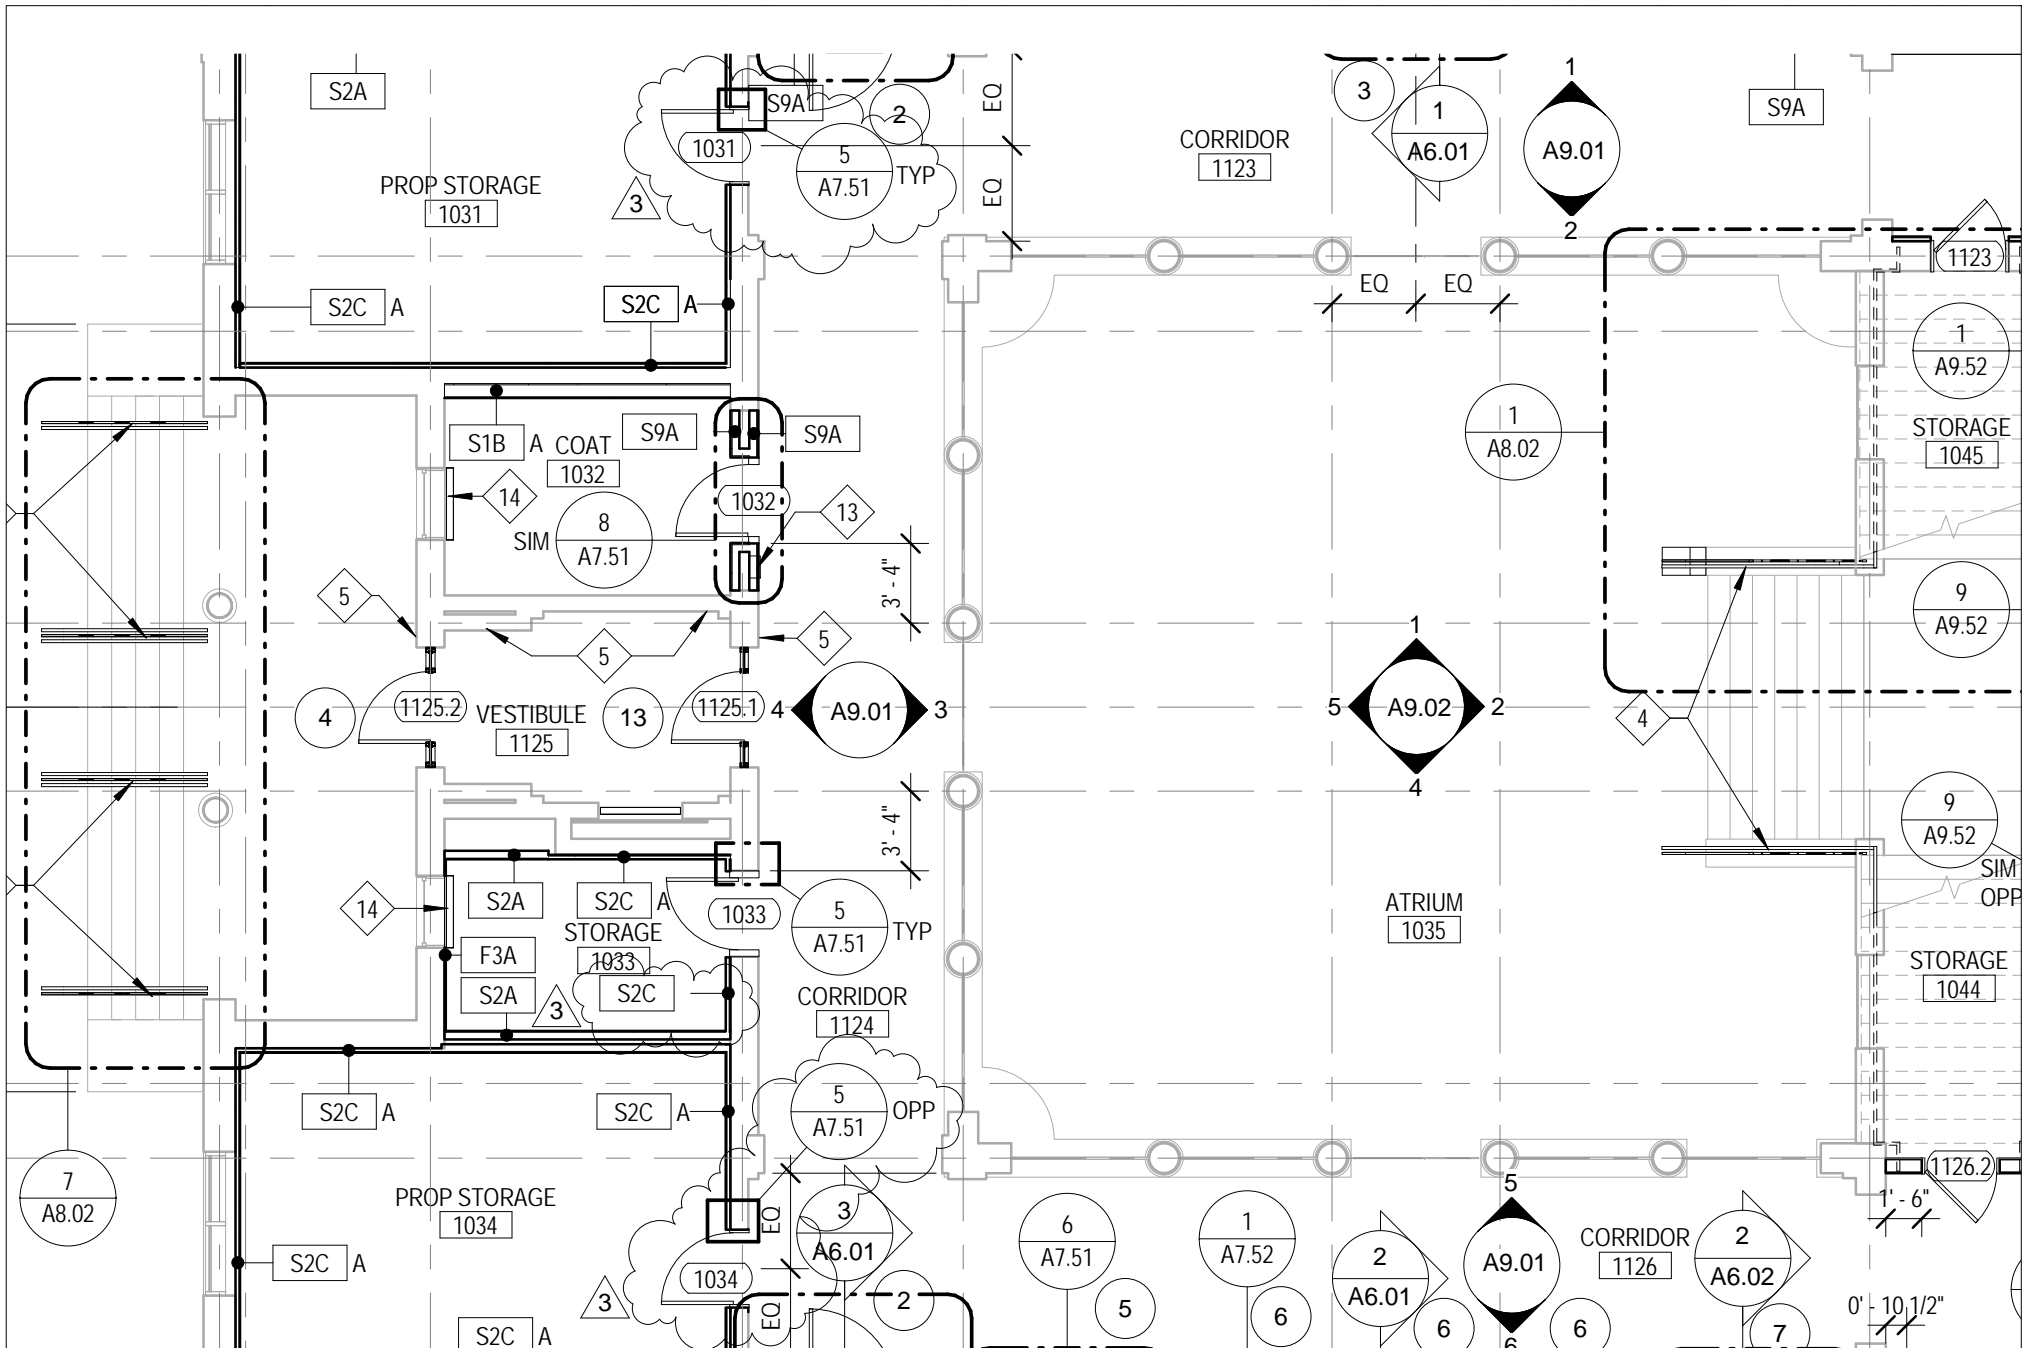 S2A
S9A
2
EQ
3
1
A6.01
1
A9.01
2
S9A
1031
5
A7.51
TYP
CORRIDOR
1123
PROP STORAGE
1031
3
EQ
1123
EQ
EQ
S2C A
S2C A
1
A9.52
S1B A
COAT
1032
S9A
S9A
1
A8.02
STORAGE
1045
14
1032
13
8
A7.51
SIM
3' - 4"
5
5
5
9
A9.52
4
1125.2
VESTIBULE
1125
13
1125.1
4
A9.01
3
1
5
A9.02
2
4
4
3' - 4"
9
A9.52
SIM
OPP
S2A
S2C A
14
1033
5
A7.51
TYP
ATRIUM
1035
STORAGE
1033
F3A
S2A
3
S2C
CORRIDOR
1124
STORAGE
1044
S2C A
S2C A
5
A7.51
OPP
7
A8.02
PROP STORAGE
1034
1126.2
1' - 6"
EQ
3
A6.01
6
A7.51
1
A7.52
5
A9.01
6
CORRIDOR
1126
2
A6.02
S2C A
1034
2
A6.01
3
EQ
2
5
6
6
6
7
0' - 10 1/2"
S2C A